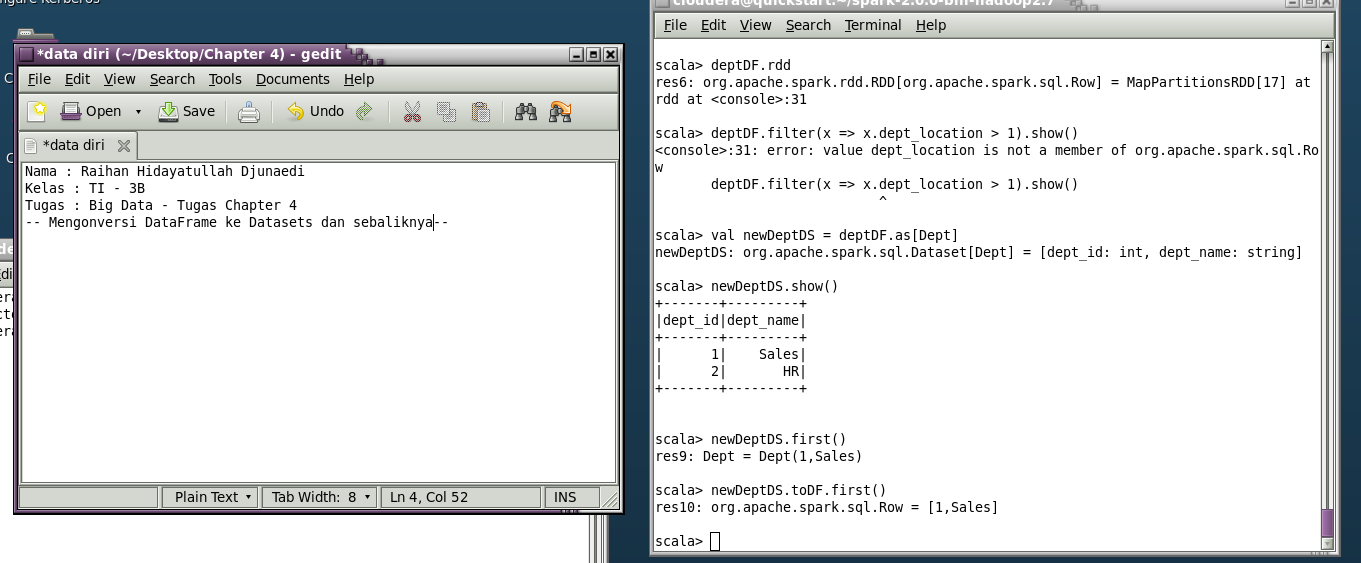 *data diri (~/Desktop/Chapter 4) - gedit
File Edit View Search Tools Documents Help
Open Save Undo
*data diri
Nama : Raihan Hidayatullah Djunaedi
Kelas : TI - 3B
Tugas : Big Data - Tugas Chapter 4
-- Mengonversi DataFrame ke Datasets dan sebaliknya--
Plain Text Tab Width: 8 Ln 4, Col 52 INS
cloudera@quickstart:~/spark-2.0.0-bin-hadoop2.7
File Edit View Search Terminal Help
scala> deptDF.rdd
res6: org.apache.spark.rdd.RDD[org.apache.spark.sql.Row] = MapPartitionsRDD[17] at
rdd at <console>:31
scala> deptDF.filter(x => x.dept_location > 1).show()
<console>:31: error: value dept_location is not a member of org.apache.spark.sql.Ro
w
deptDF.filter(x => x.dept_location > 1).show()
^
scala> val newDeptDS = deptDF.as[Dept]
newDeptDS: org.apache.spark.sql.Dataset[Dept] = [dept_id: int, dept_name: string]
scala> newDeptDS.show()
+-------+---------+
|dept_id|dept_name|
+-------+---------+
|      1|    Sales|
|      2|       HR|
+-------+---------+
scala> newDeptDS.first()
res9: Dept = Dept(1,Sales)
scala> newDeptDS.toDF.first()
res10: org.apache.spark.sql.Row = [1,Sales]
scala>